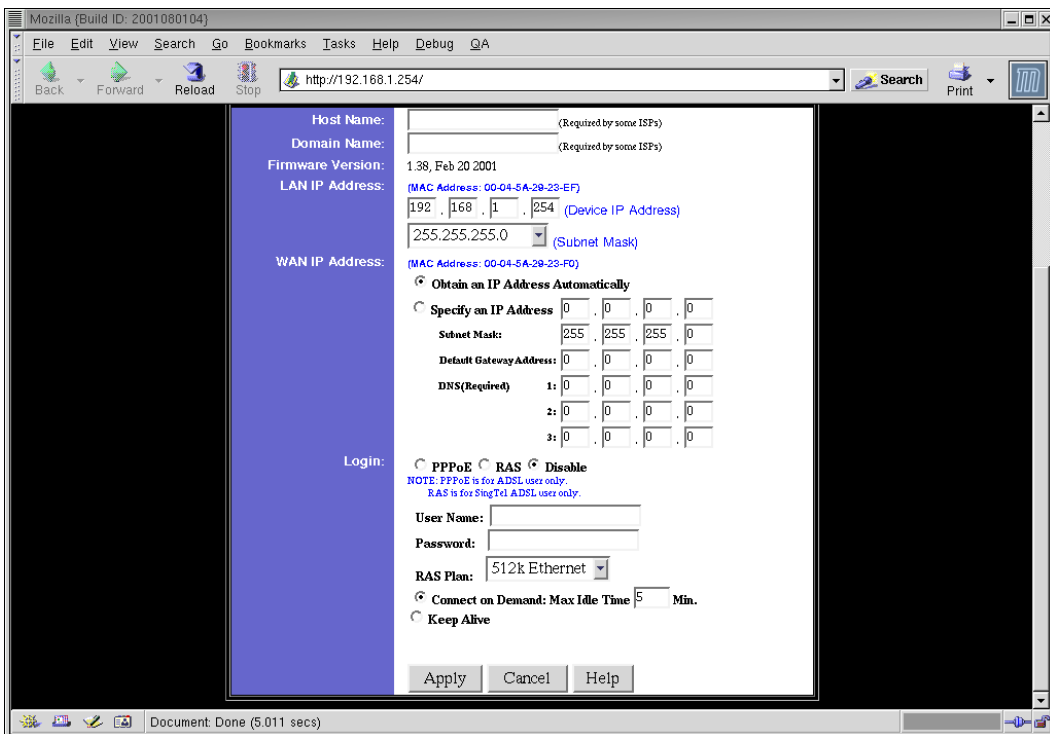 Mozilla {Build ID: 2001080104}
File Edit View Search Go Bookmarks Tasks Help Debug QA
Back Forward Reload Stop http://192.168.1.254/ Search Print
Host Name: (Required by some ISPs)
Domain Name: (Required by some ISPs)
Firmware Version: 1.38, Feb 20 2001
LAN IP Address: (MAC Address: 00-04-5A-29-23-EF)
192 . 168 . 1 . 254 (Device IP Address)
255.255.255.0 (Subnet Mask)
WAN IP Address: (MAC Address: 00-04-5A-29-23-F0)
Obtain an IP Address Automatically
Specify an IP Address 0 . 0 . 0 . 0
Subnet Mask: 255 . 255 . 255 . 0
Default Gateway Address: 0 . 0 . 0 . 0
DNS(Required) 1: 0 . 0 . 0 . 0
2: 0 . 0 . 0 . 0
3: 0 . 0 . 0 . 0
Login: PPPoE RAS Disable
NOTE: PPPoE is for ADSL user only.
RAS is for SingTel ADSL user only.
User Name:
Password:
RAS Plan: 512k Ethernet
Connect on Demand: Max Idle Time 5 Min.
Keep Alive
Apply Cancel Help
Document: Done (5.011 secs)